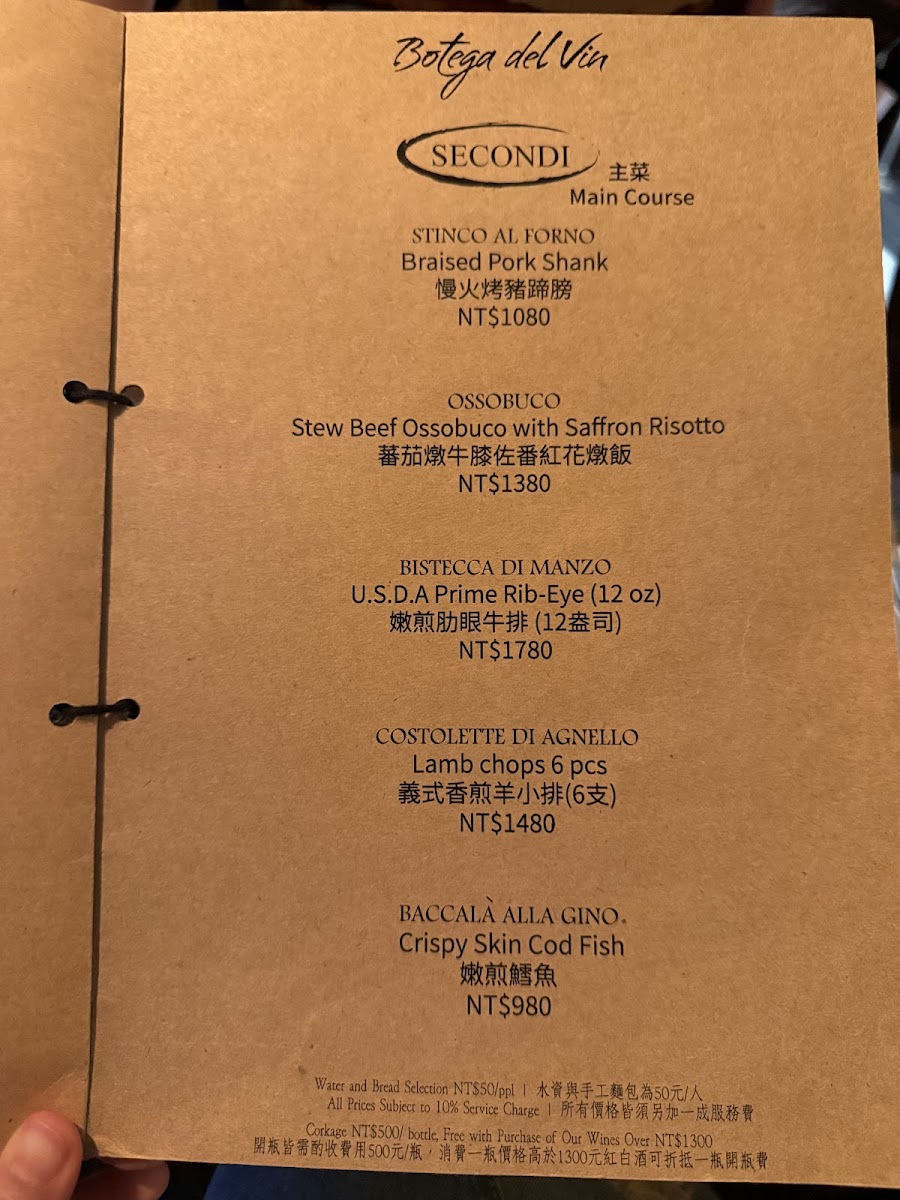 Botega del Vin
SECONDI
主菜
Main Course
STINCO AL FORNO
Braised Pork Shank
慢火烤豬蹄膀
NT$1080
OSSOBUCO
Stew Beef Ossobuco with Saffron Risotto
蕃茄燉牛膝佐番紅花燉飯
NT$1380
BISTECCA DI MANZO
U.S.D.A Prime Rib-Eye (12 oz)
嫩煎肋眼牛排 (12盎司)
NT$1780
COSTOLETTE DI AGNELLO
Lamb chops 6 pcs
義式香煎羊小排(6支)
NT$1480
BACCALÀ ALLA GINO
Crispy Skin Cod Fish
嫩煎鱈魚
NT$980
Water and Bread Selection NT$50/ppl | 水資與手工麵包為50元/人
All Prices Subject to 10% Service Charge | 所有價格皆須另加一成服務費
Corkage NT$500/ bottle, Free with Purchase of Our Wines Over NT$1300
開瓶皆需酌收費用500元/瓶，消費一瓶價格高於1300元紅白酒可折抵一瓶開瓶費